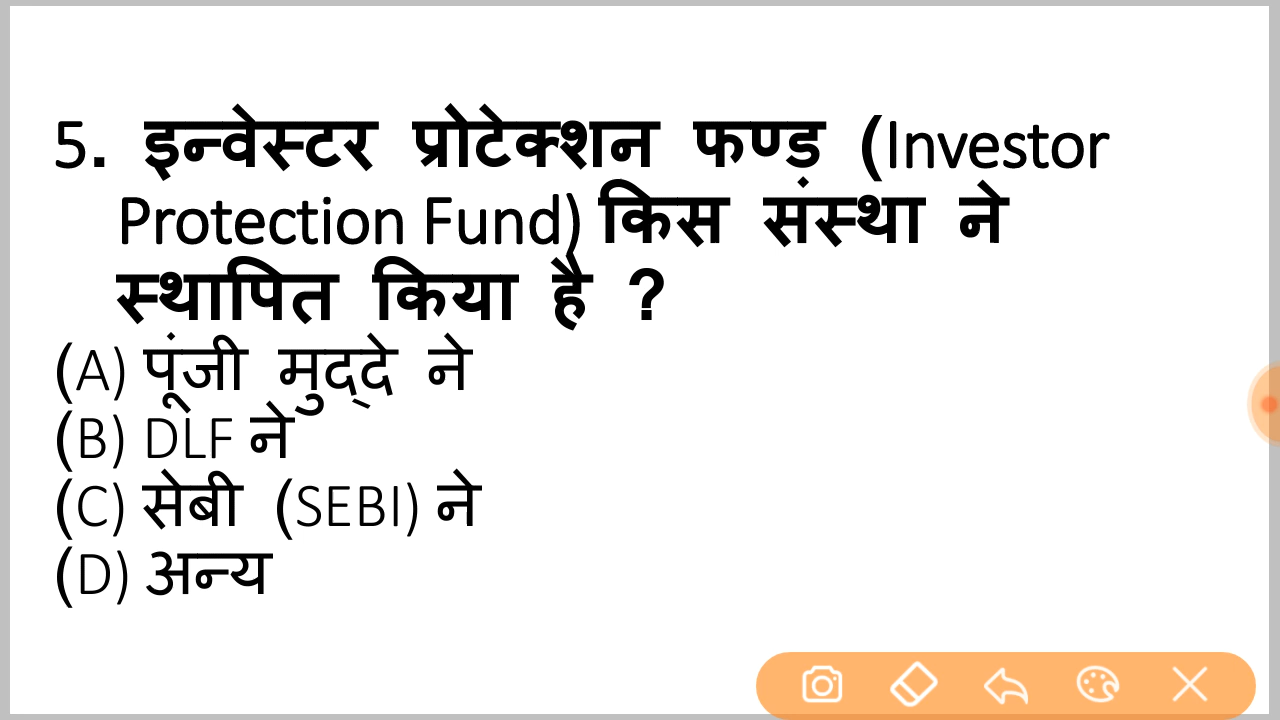 5. इन्वेस्टर प्रोटेक्शन फण्ड (Investor
Protection Fund) किस संस्था ने
स्थापित किया है ?
(A) पूंजी मुद्दे ने
(B) DLF ने
(C) सेबी (SEBI) ने
(D) अन्य